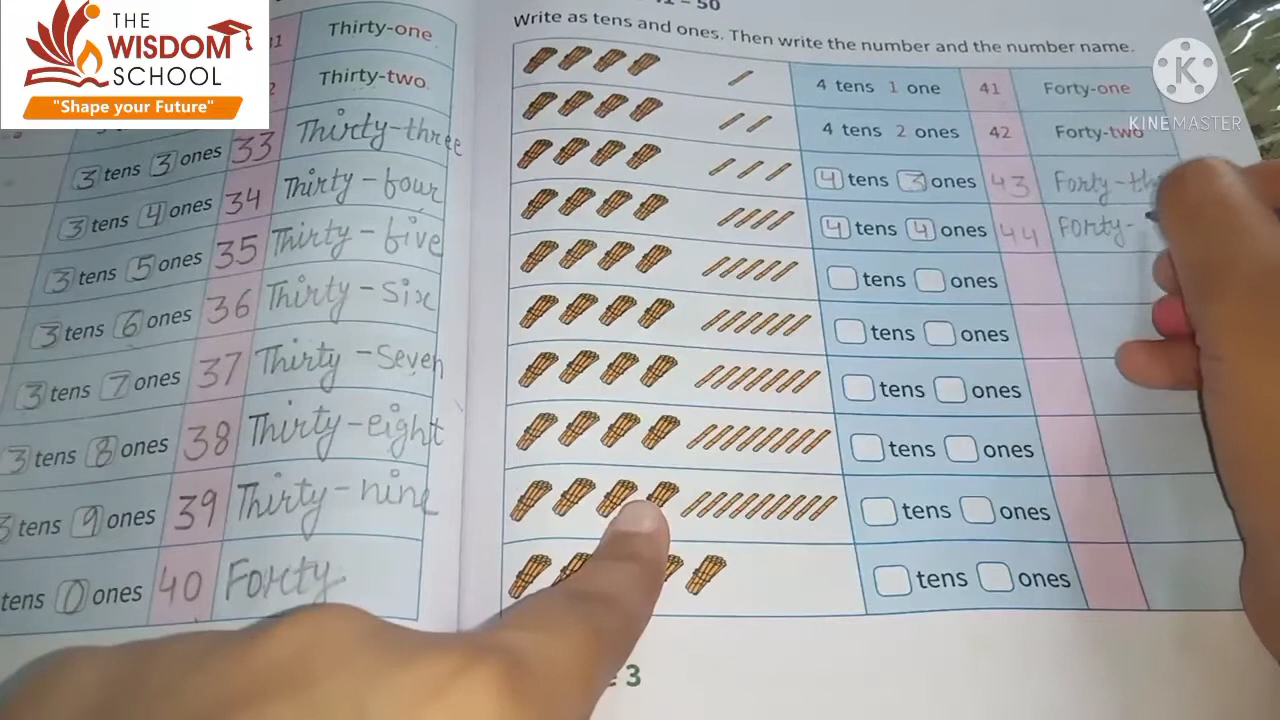 THE
WISDOM
SCHOOL
"Shape your Future"
KINEMASTER
Thirty-one
Thirty-two
3 tens 3 ones 33 Thirty-three
3 tens 4 ones 34 Thirty-four
3 tens 5 ones 35 Thirty-five
3 tens 6 ones 36 Thirty-six
3 tens 7 ones 37 Thirty-seven
3 tens 8 ones 38 Thirty-eight
3 tens 9 ones 39 Thirty-nine
tens 0 ones 40 Forty
50
Write as tens and ones. Then write the number and the number name.
4 tens 1 one 41 Forty-one
4 tens 2 ones 42 Forty-two
4 tens 3 ones 43 Forty-th
4 tens 4 ones 44 Forty-
tens ones
tens ones
tens ones
tens ones
tens ones
tens ones
3